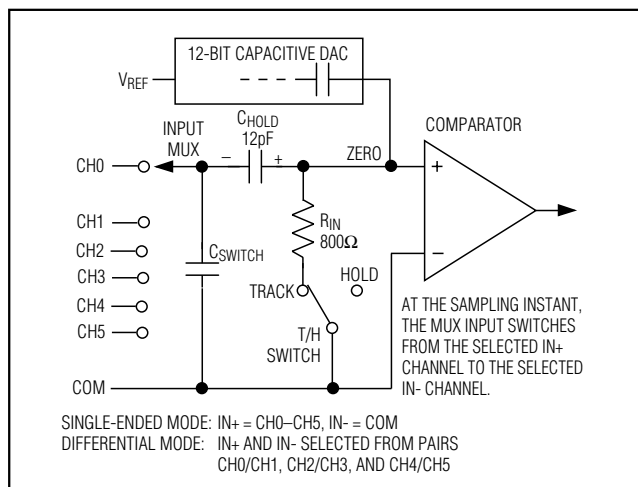 12-BIT CAPACITIVE DAC
VREF
CHOLD
12pF
INPUT
MUX
− +
ZERO
COMPARATOR
+
−
CH0
CH1
CH2
CH3
CH4
CH5
CSWITCH
RIN
800Ω
HOLD
TRACK
T/H
SWITCH
COM
AT THE SAMPLING INSTANT,
THE MUX INPUT SWITCHES
FROM THE SELECTED IN+
CHANNEL TO THE SELECTED
IN- CHANNEL.
SINGLE-ENDED MODE: IN+ = CH0–CH5, IN- = COM
DIFFERENTIAL MODE: IN+ AND IN- SELECTED FROM PAIRS
CH0/CH1, CH2/CH3, AND CH4/CH5